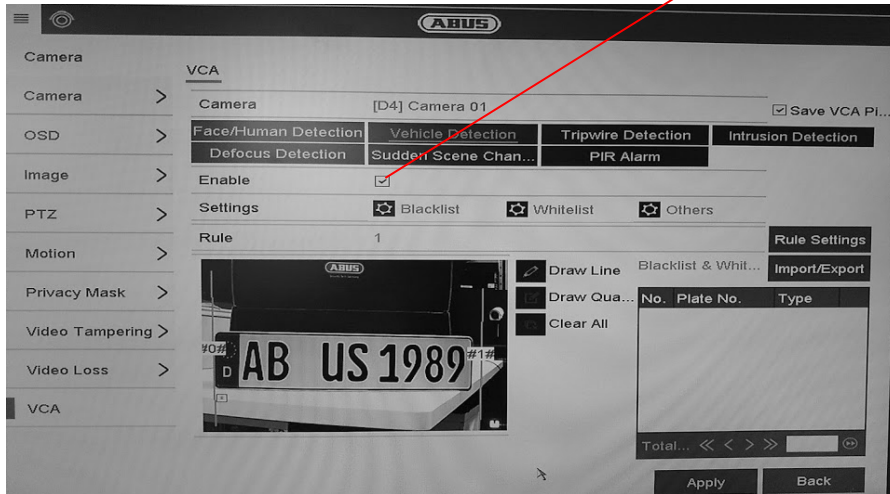 ABUS
Camera
VCA
Camera
Camera [D4] Camera 01
Save VCA Pi...
OSD
Face/Human Detection Vehicle Detection Tripwire Detection Intrusion Detection
Defocus Detection Sudden Scene Chan... PIR Alarm
Image
Enable
PTZ
Settings Blacklist Whitelist Others
Motion
Rule 1
Rule Settings
Privacy Mask
ABUS
Draw Line
Blacklist & Whit...
Import/Export
Draw Qua...
No. Plate No. Type
Video Tampering
Clear All
Video Loss
#0#
D AB US 1989
#1#
VCA
Total...
Apply Back